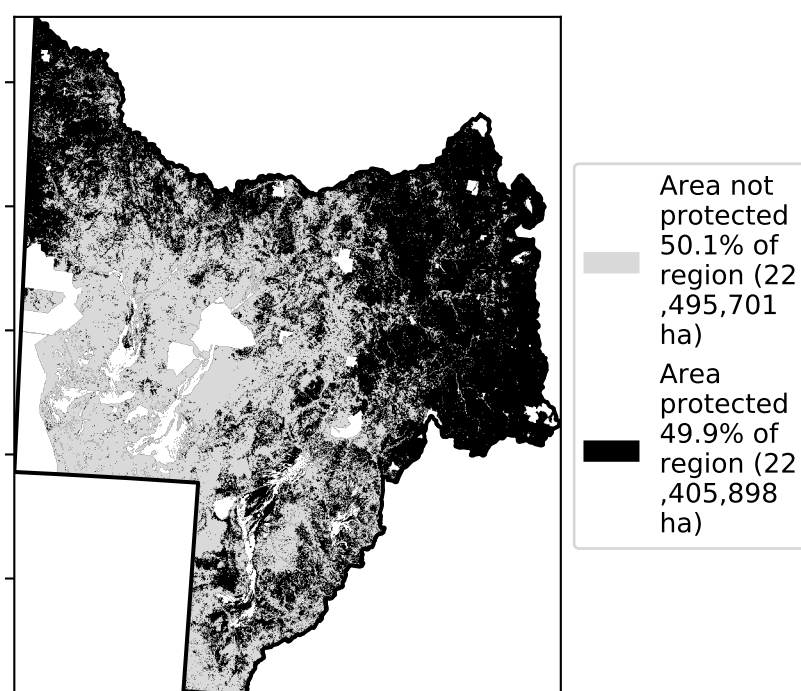 Area not
protected
50.1% of
region (22
,495,701
ha)
Area
protected
49.9% of
region (22
,405,898
ha)